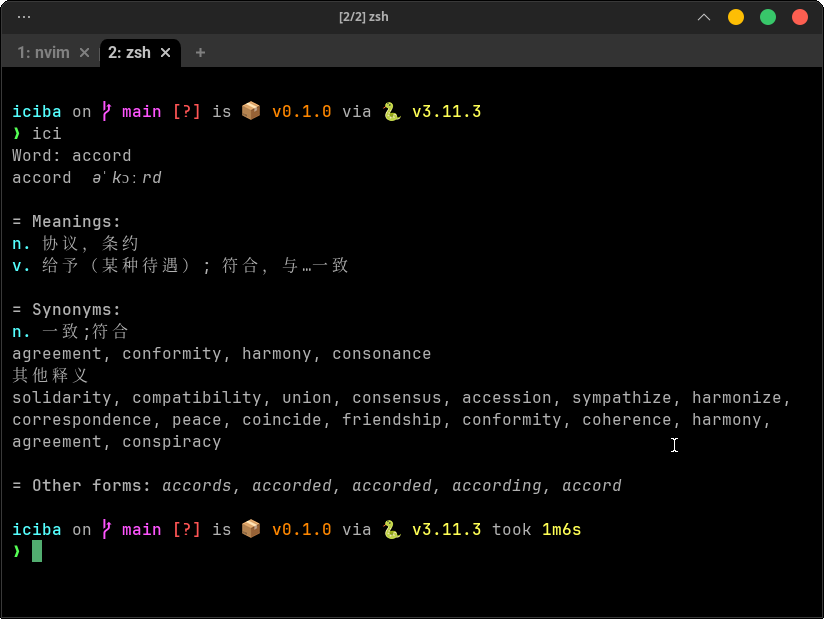 [2/2] zsh
1: nvim × 2: zsh × +
iciba on main [?] is 📦 v0.1.0 via 🐍 v3.11.3
❯ ici
Word: accord
accord  əˈkɔːrd
= Meanings:
n. 协议, 条约
v. 给予（某种待遇）; 符合, 与…一致
= Synonyms:
n. 一致;符合
agreement, conformity, harmony, consonance
其他释义
solidarity, compatibility, union, consensus, accession, sympathize, harmonize,
correspondence, peace, coincide, friendship, conformity, coherence, harmony,
agreement, conspiracy
= Other forms: accords, accorded, accorded, according, accord
iciba on main [?] is 📦 v0.1.0 via 🐍 v3.11.3 took 1m6s
❯